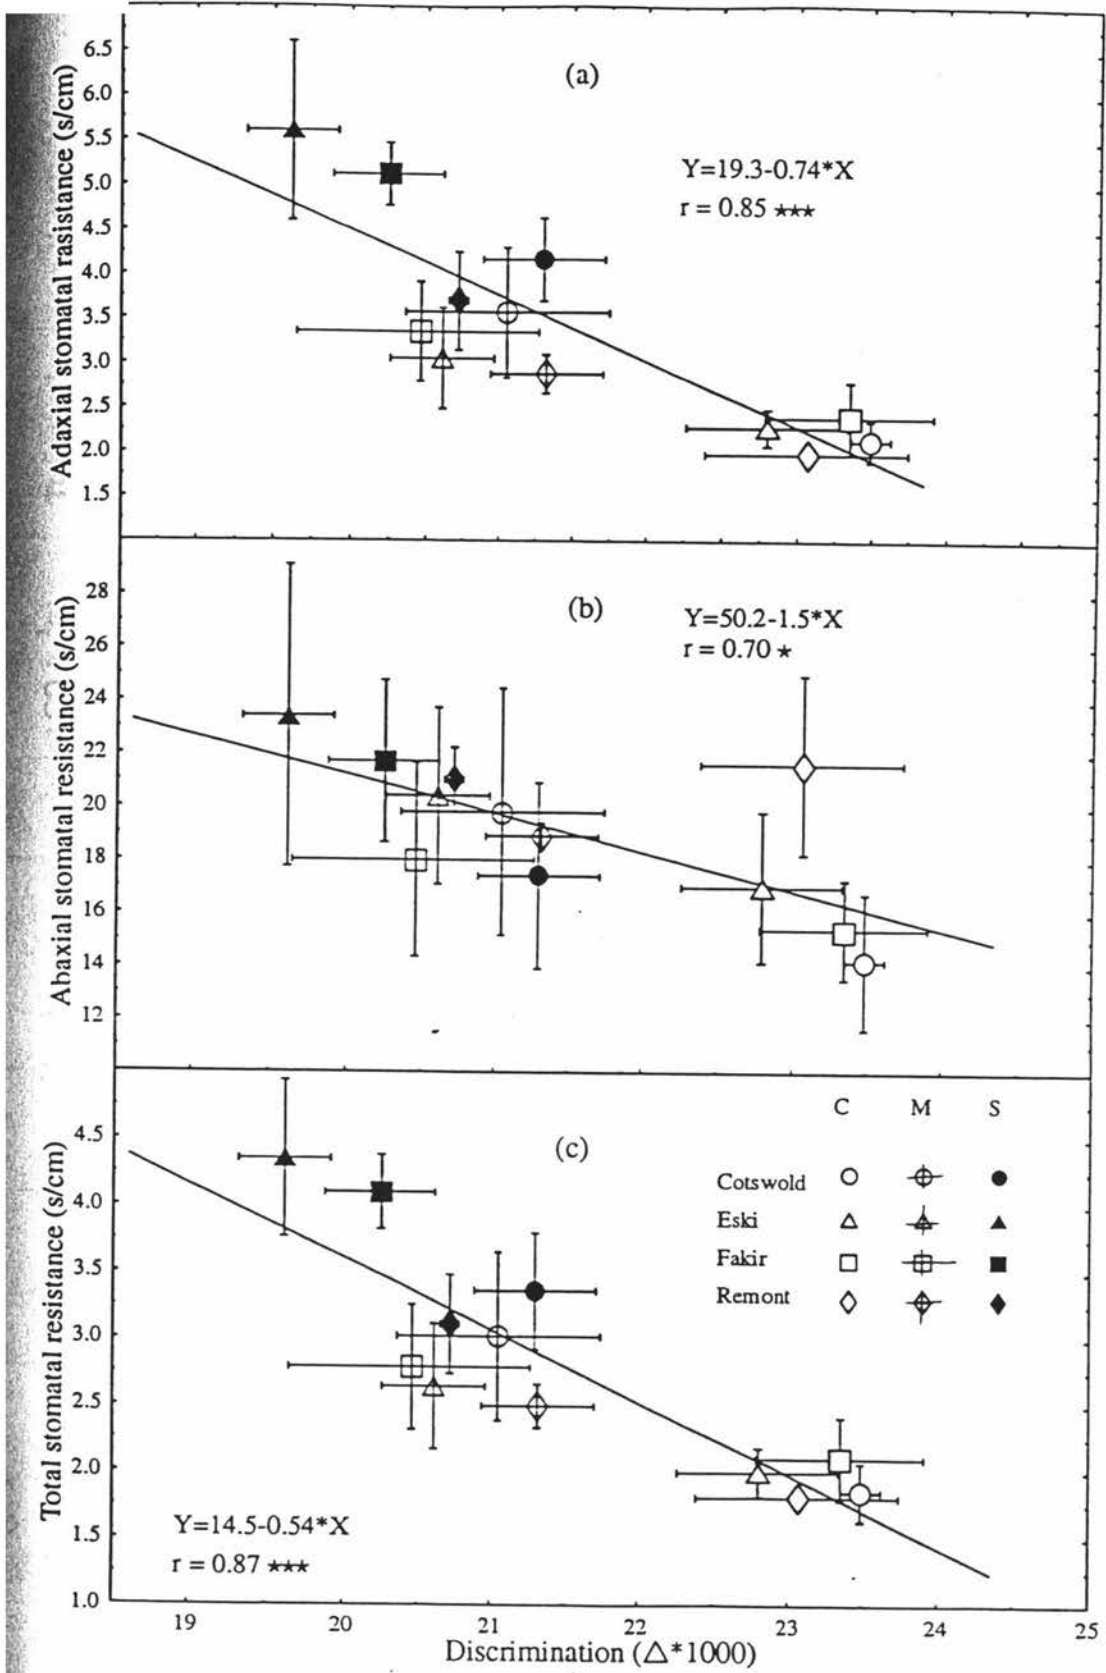 (a)
Adaxial stomatal rasistance (s/cm)
6.5
6.0
5.5
5.0
4.5
4.0
3.5
3.0
2.5
2.0
1.5
Y=19.3-0.74*X
r = 0.85 ★★★
(b)
Abaxial stomatal resistance (s/cm)
28
26
24
22
20
18
16
14
12
Y=50.2-1.5*X
r = 0.70 ★
(c)
Total stomatal resistance (s/cm)
4.5
4.0
3.5
3.0
2.5
2.0
1.5
1.0
C M S
Cotswold
Eski
Fakir
Remont
Y=14.5-0.54*X
r = 0.87 ★★★
19 20 21 22 23 24 25
Discrimination (△*1000)